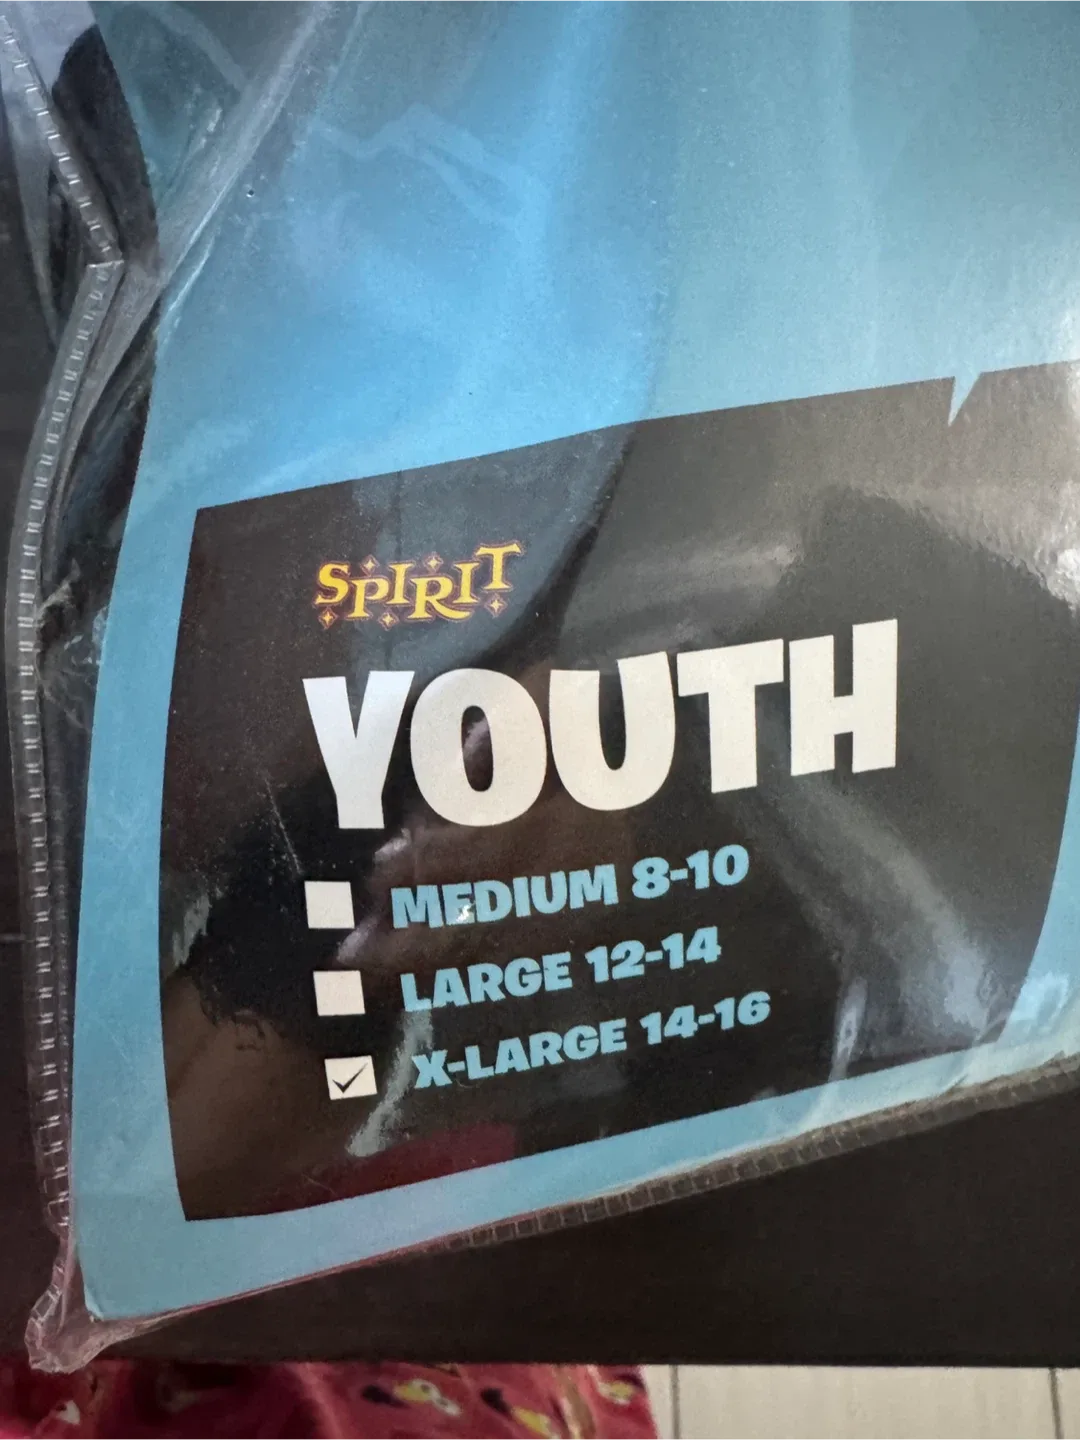 SPIRIT
YOUTH
MEDIUM 8-10
LARGE 12-14
X-LARGE 14-16